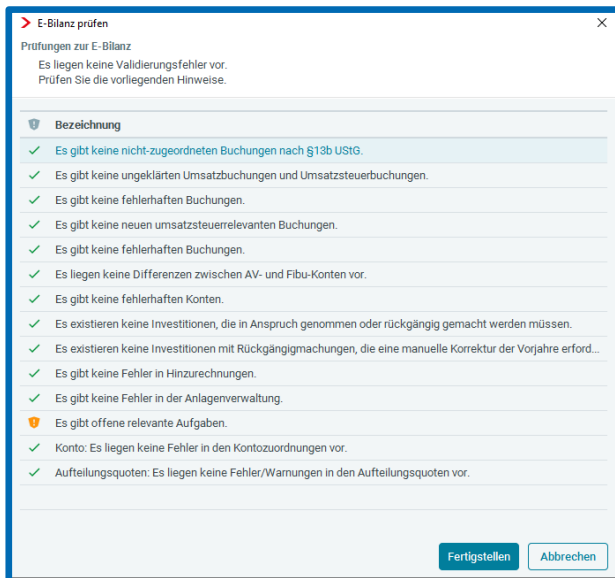 E-Bilanz prüfen
Prüfungen zur E-Bilanz
Es liegen keine Validierungsfehler vor.
Prüfen Sie die vorliegenden Hinweise.
Bezeichnung
Es gibt keine nicht-zugeordneten Buchungen nach §13b UStG.
Es gibt keine ungeklärten Umsatzbuchungen und Umsatzsteuerbuchungen.
Es gibt keine fehlerhaften Buchungen.
Es gibt keine neuen umsatzsteuerrelevanten Buchungen.
Es gibt keine fehlerhaften Buchungen.
Es liegen keine Differenzen zwischen AV- und Fibu-Konten vor.
Es gibt keine fehlerhaften Konten.
Es existieren keine Investitionen, die in Anspruch genommen oder rückgängig gemacht werden müssen.
Es existieren keine Investitionen mit Rückgängigmachungen, die eine manuelle Korrektur der Vorjahre erford...
Es gibt keine Fehler in Hinzurechnungen.
Es gibt keine Fehler in der Anlagenverwaltung.
Es gibt offene relevante Aufgaben.
Konto: Es liegen keine Fehler in den Kontozuordnungen vor.
Aufteilungsquoten: Es liegen keine Fehler/Warnungen in den Aufteilungsquoten vor.
Fertigstellen Abbrechen